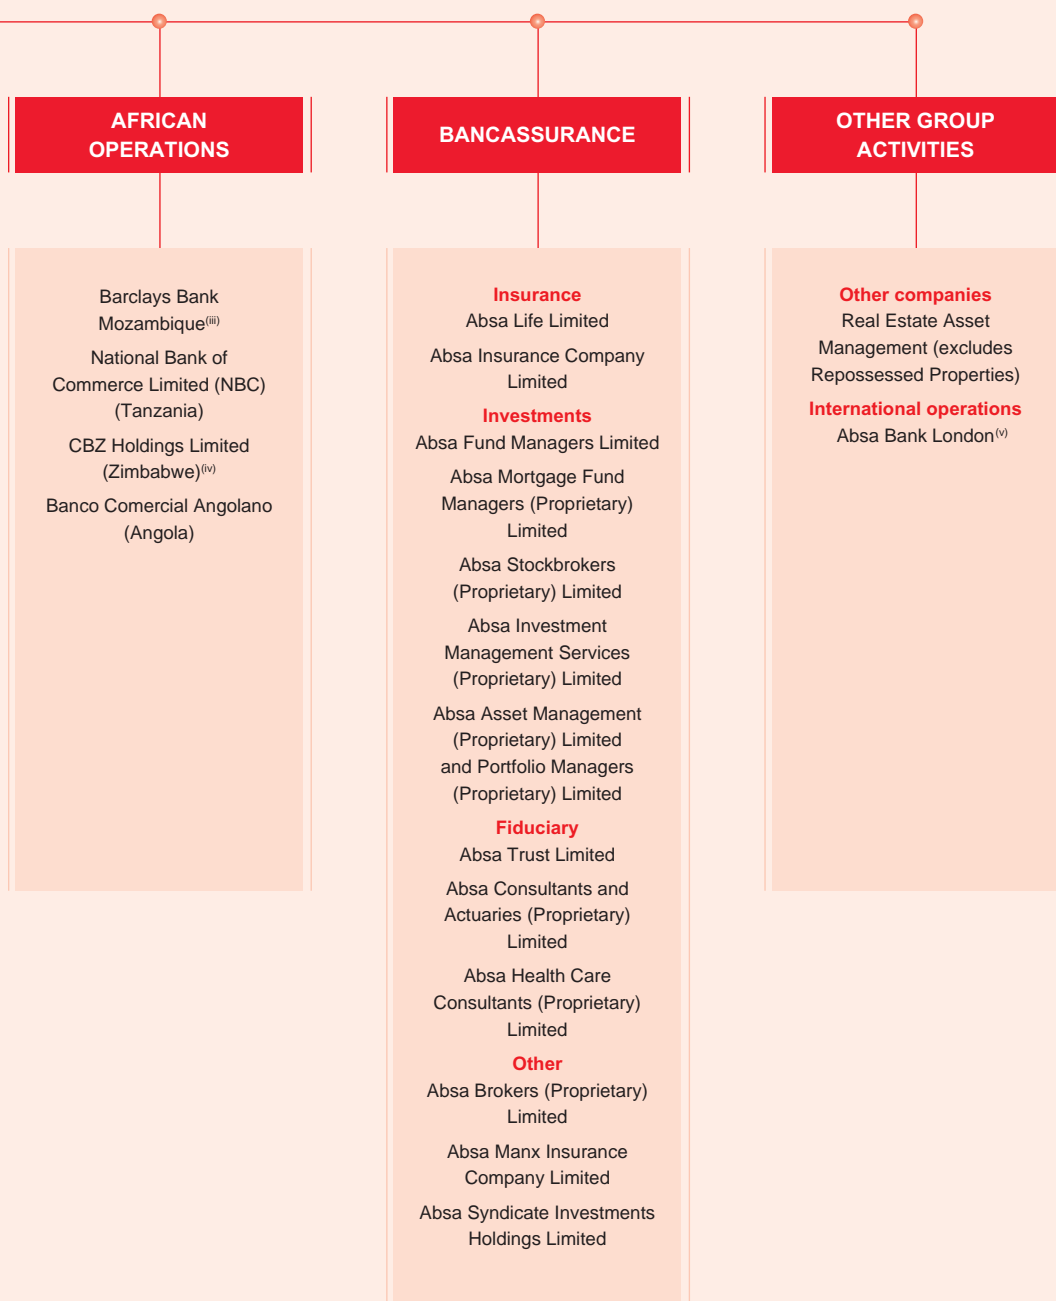 AFRICAN
OPERATIONS
Barclays Bank
Mozambique(iii)
National Bank of
Commerce Limited (NBC)
(Tanzania)
CBZ Holdings Limited
(Zimbabwe)(iv)
Banco Comercial Angolano
(Angola)
BANCASSURANCE
Insurance
Absa Life Limited
Absa Insurance Company
Limited
Investments
Absa Fund Managers Limited
Absa Mortgage Fund
Managers (Proprietary)
Limited
Absa Stockbrokers
(Proprietary) Limited
Absa Investment
Management Services
(Proprietary) Limited
Absa Asset Management
(Proprietary) Limited
and Portfolio Managers
(Proprietary) Limited
Fiduciary
Absa Trust Limited
Absa Consultants and
Actuaries (Proprietary)
Limited
Absa Health Care
Consultants (Proprietary)
Limited
Other
Absa Brokers (Proprietary)
Limited
Absa Manx Insurance
Company Limited
Absa Syndicate Investments
Holdings Limited
OTHER GROUP
ACTIVITIES
Other companies
Real Estate Asset
Management (excludes
Repossessed Properties)
International operations
Absa Bank London(v)